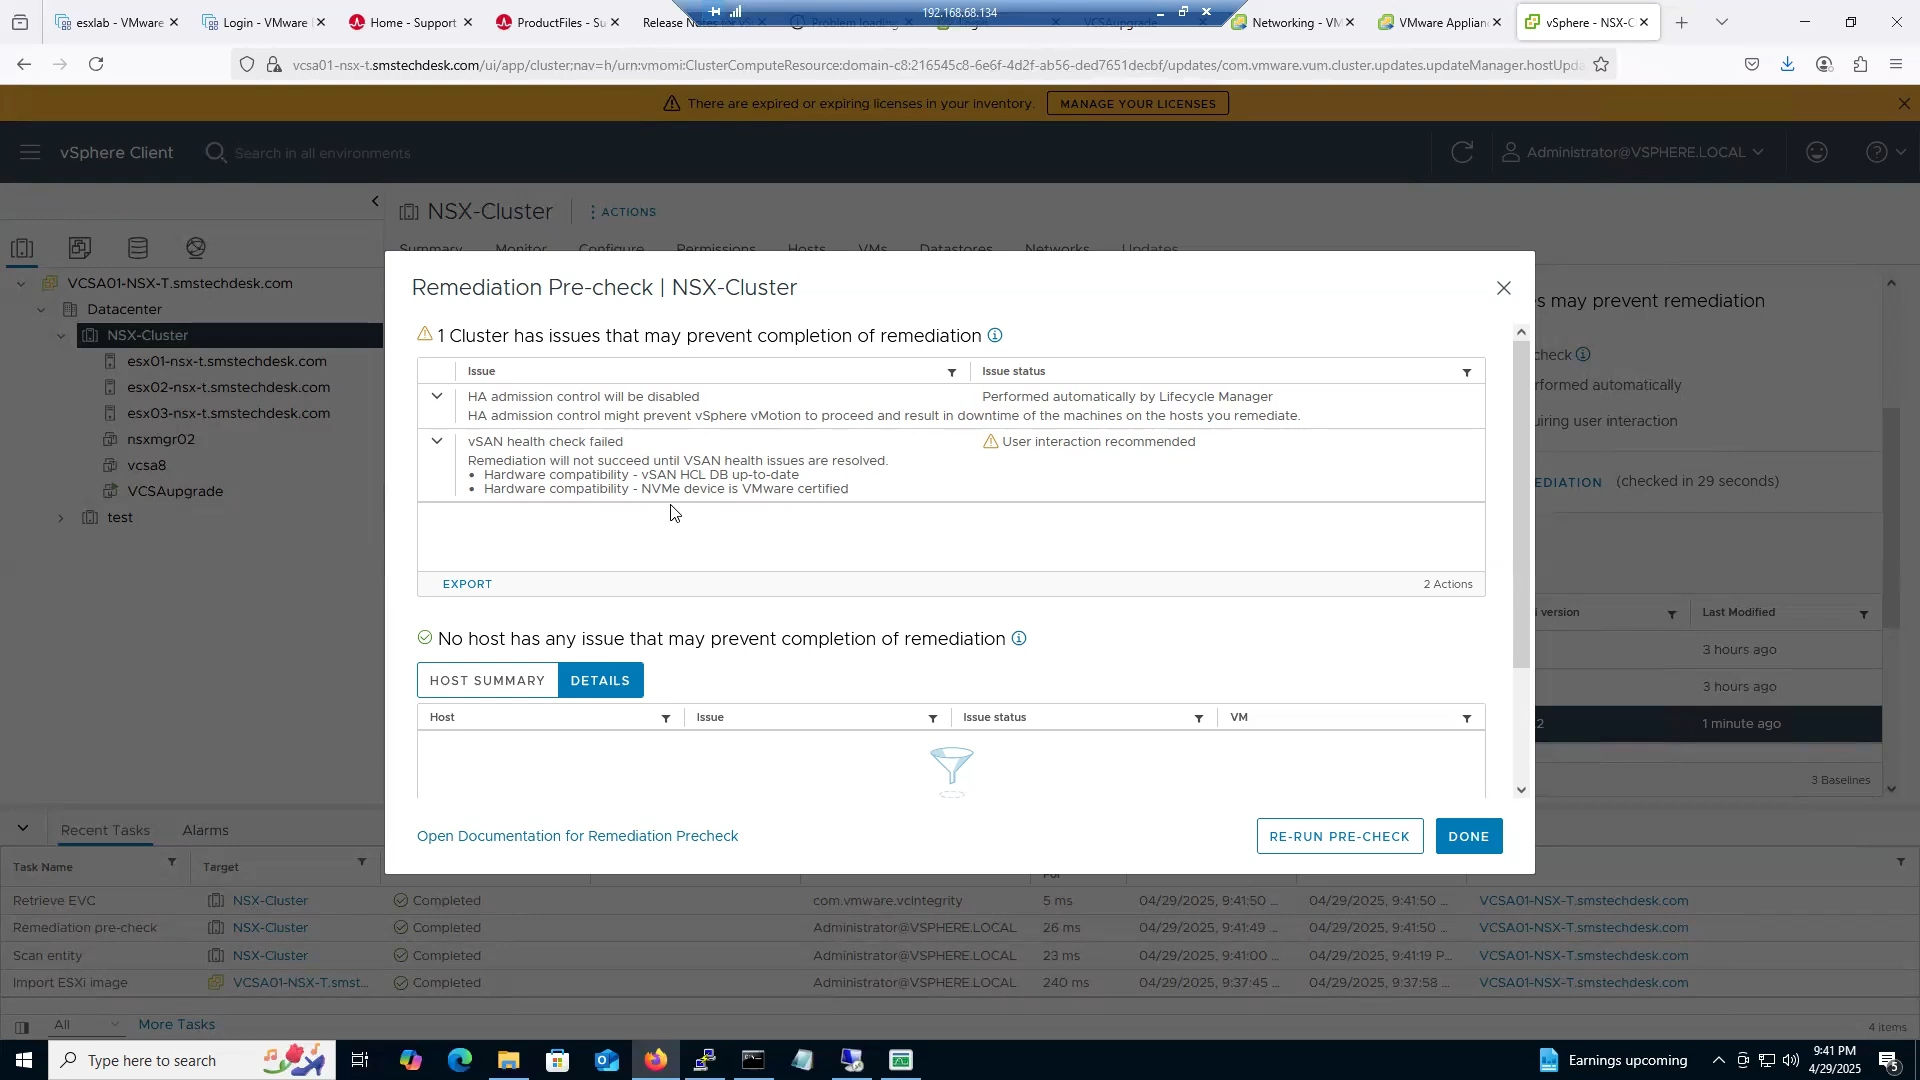 192.168.68.134
esxlab - VMware
Login - VMware
Home - Support
ProductFiles - Su
Release Notes for vS
Problem loading
VCSAupgrade
Networking - VM
VMware Applian
vSphere - NSX-C
vcsa01-nsx-t.smstechdesk.com/ui/app/cluster;nav=h/urn:vmomi:ClusterComputeResource:domain-c8:216545c8-6e6f-4d2f-ab56-ded7651decbf/updates/com.vmware.vum.cluster.updates.updateManager.hostUpd
There are expired or expiring licenses in your inventory.
MANAGE YOUR LICENSES
vSphere Client
Search in all environments
Administrator@VSPHERE.LOCAL
NSX-Cluster
ACTIONS
Summary Monitor Configure Permissions Hosts VMs Datastores Networks Updates
VCSA01-NSX-T.smstechdesk.com
Datacenter
NSX-Cluster
esx01-nsx-t.smstechdesk.com
esx02-nsx-t.smstechdesk.com
esx03-nsx-t.smstechdesk.com
nsxmgr02
vcsa8
VCSAupgrade
test
Remediation Pre-check | NSX-Cluster
1 Cluster has issues that may prevent completion of remediation
Issue Issue status
HA admission control will be disabled Performed automatically by Lifecycle Manager
HA admission control might prevent vSphere vMotion to proceed and result in downtime of the machines on the hosts you remediate.
vSAN health check failed User interaction recommended
Remediation will not succeed until VSAN health issues are resolved.
• Hardware compatibility - vSAN HCL DB up-to-date
• Hardware compatibility - NVMe device is VMware certified
EXPORT 2 Actions
No host has any issue that may prevent completion of remediation
HOST SUMMARY DETAILS
Host Issue Issue status VM
Open Documentation for Remediation Precheck
RE-RUN PRE-CHECK
DONE
s may prevent remediation
check
formed automatically
uiring user interaction
EDIATION (checked in 29 seconds)
i version Last Modified
3 hours ago
3 hours ago
2 1 minute ago
3 Baselines
Recent Tasks Alarms
Task Name Target
Retrieve EVC NSX-Cluster Completed com.vmware.vcIntegrity 5 ms 04/29/2025, 9:41:50 ... 04/29/2025, 9:41:50 ... VCSA01-NSX-T.smstechdesk.com
Remediation pre-check NSX-Cluster Completed Administrator@VSPHERE.LOCAL 26 ms 04/29/2025, 9:41:49 ... 04/29/2025, 9:41:50 ... VCSA01-NSX-T.smstechdesk.com
Scan entity NSX-Cluster Completed Administrator@VSPHERE.LOCAL 23 ms 04/29/2025, 9:41:00 ... 04/29/2025, 9:41:19 P... VCSA01-NSX-T.smstechdesk.com
Import ESXi image VCSA01-NSX-T.smst... Completed Administrator@VSPHERE.LOCAL 240 ms 04/29/2025, 9:37:45 ... 04/29/2025, 9:37:58 ... VCSA01-NSX-T.smstechdesk.com
All More Tasks 4 items
Type here to search
Earnings upcoming
9:41 PM
4/29/2025
5